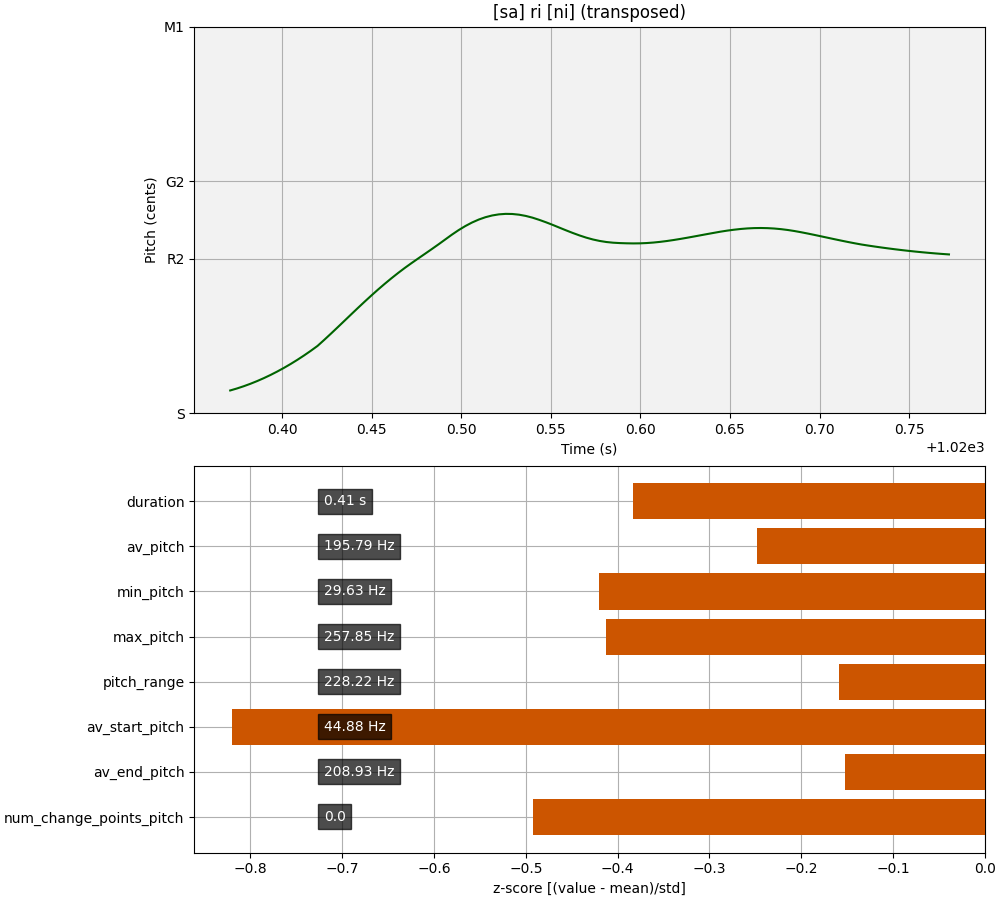 [sa] ri [ni] (transposed)
M1
G2
R2
S
Pitch (cents)
0.40 0.45 0.50 0.55 0.60 0.65 0.70 0.75
Time (s)
+1.02e3
duration 0.41 s
av_pitch 195.79 Hz
min_pitch 29.63 Hz
max_pitch 257.85 Hz
pitch_range 228.22 Hz
av_start_pitch 44.88 Hz
av_end_pitch 208.93 Hz
num_change_points_pitch 0.0
−0.8 −0.7 −0.6 −0.5 −0.4 −0.3 −0.2 −0.1 0.0
z-score [(value - mean)/std]